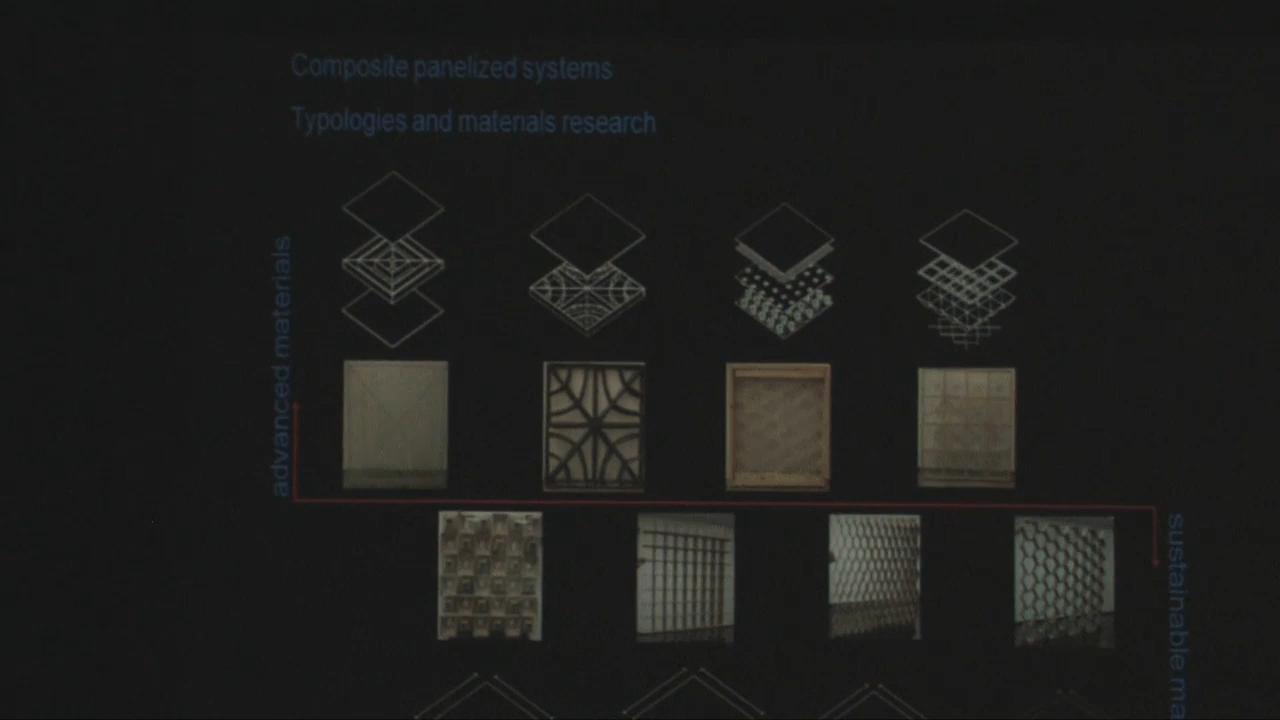 Composite panelized systems
Typologies and materials research
advanced materials
sustainable ma